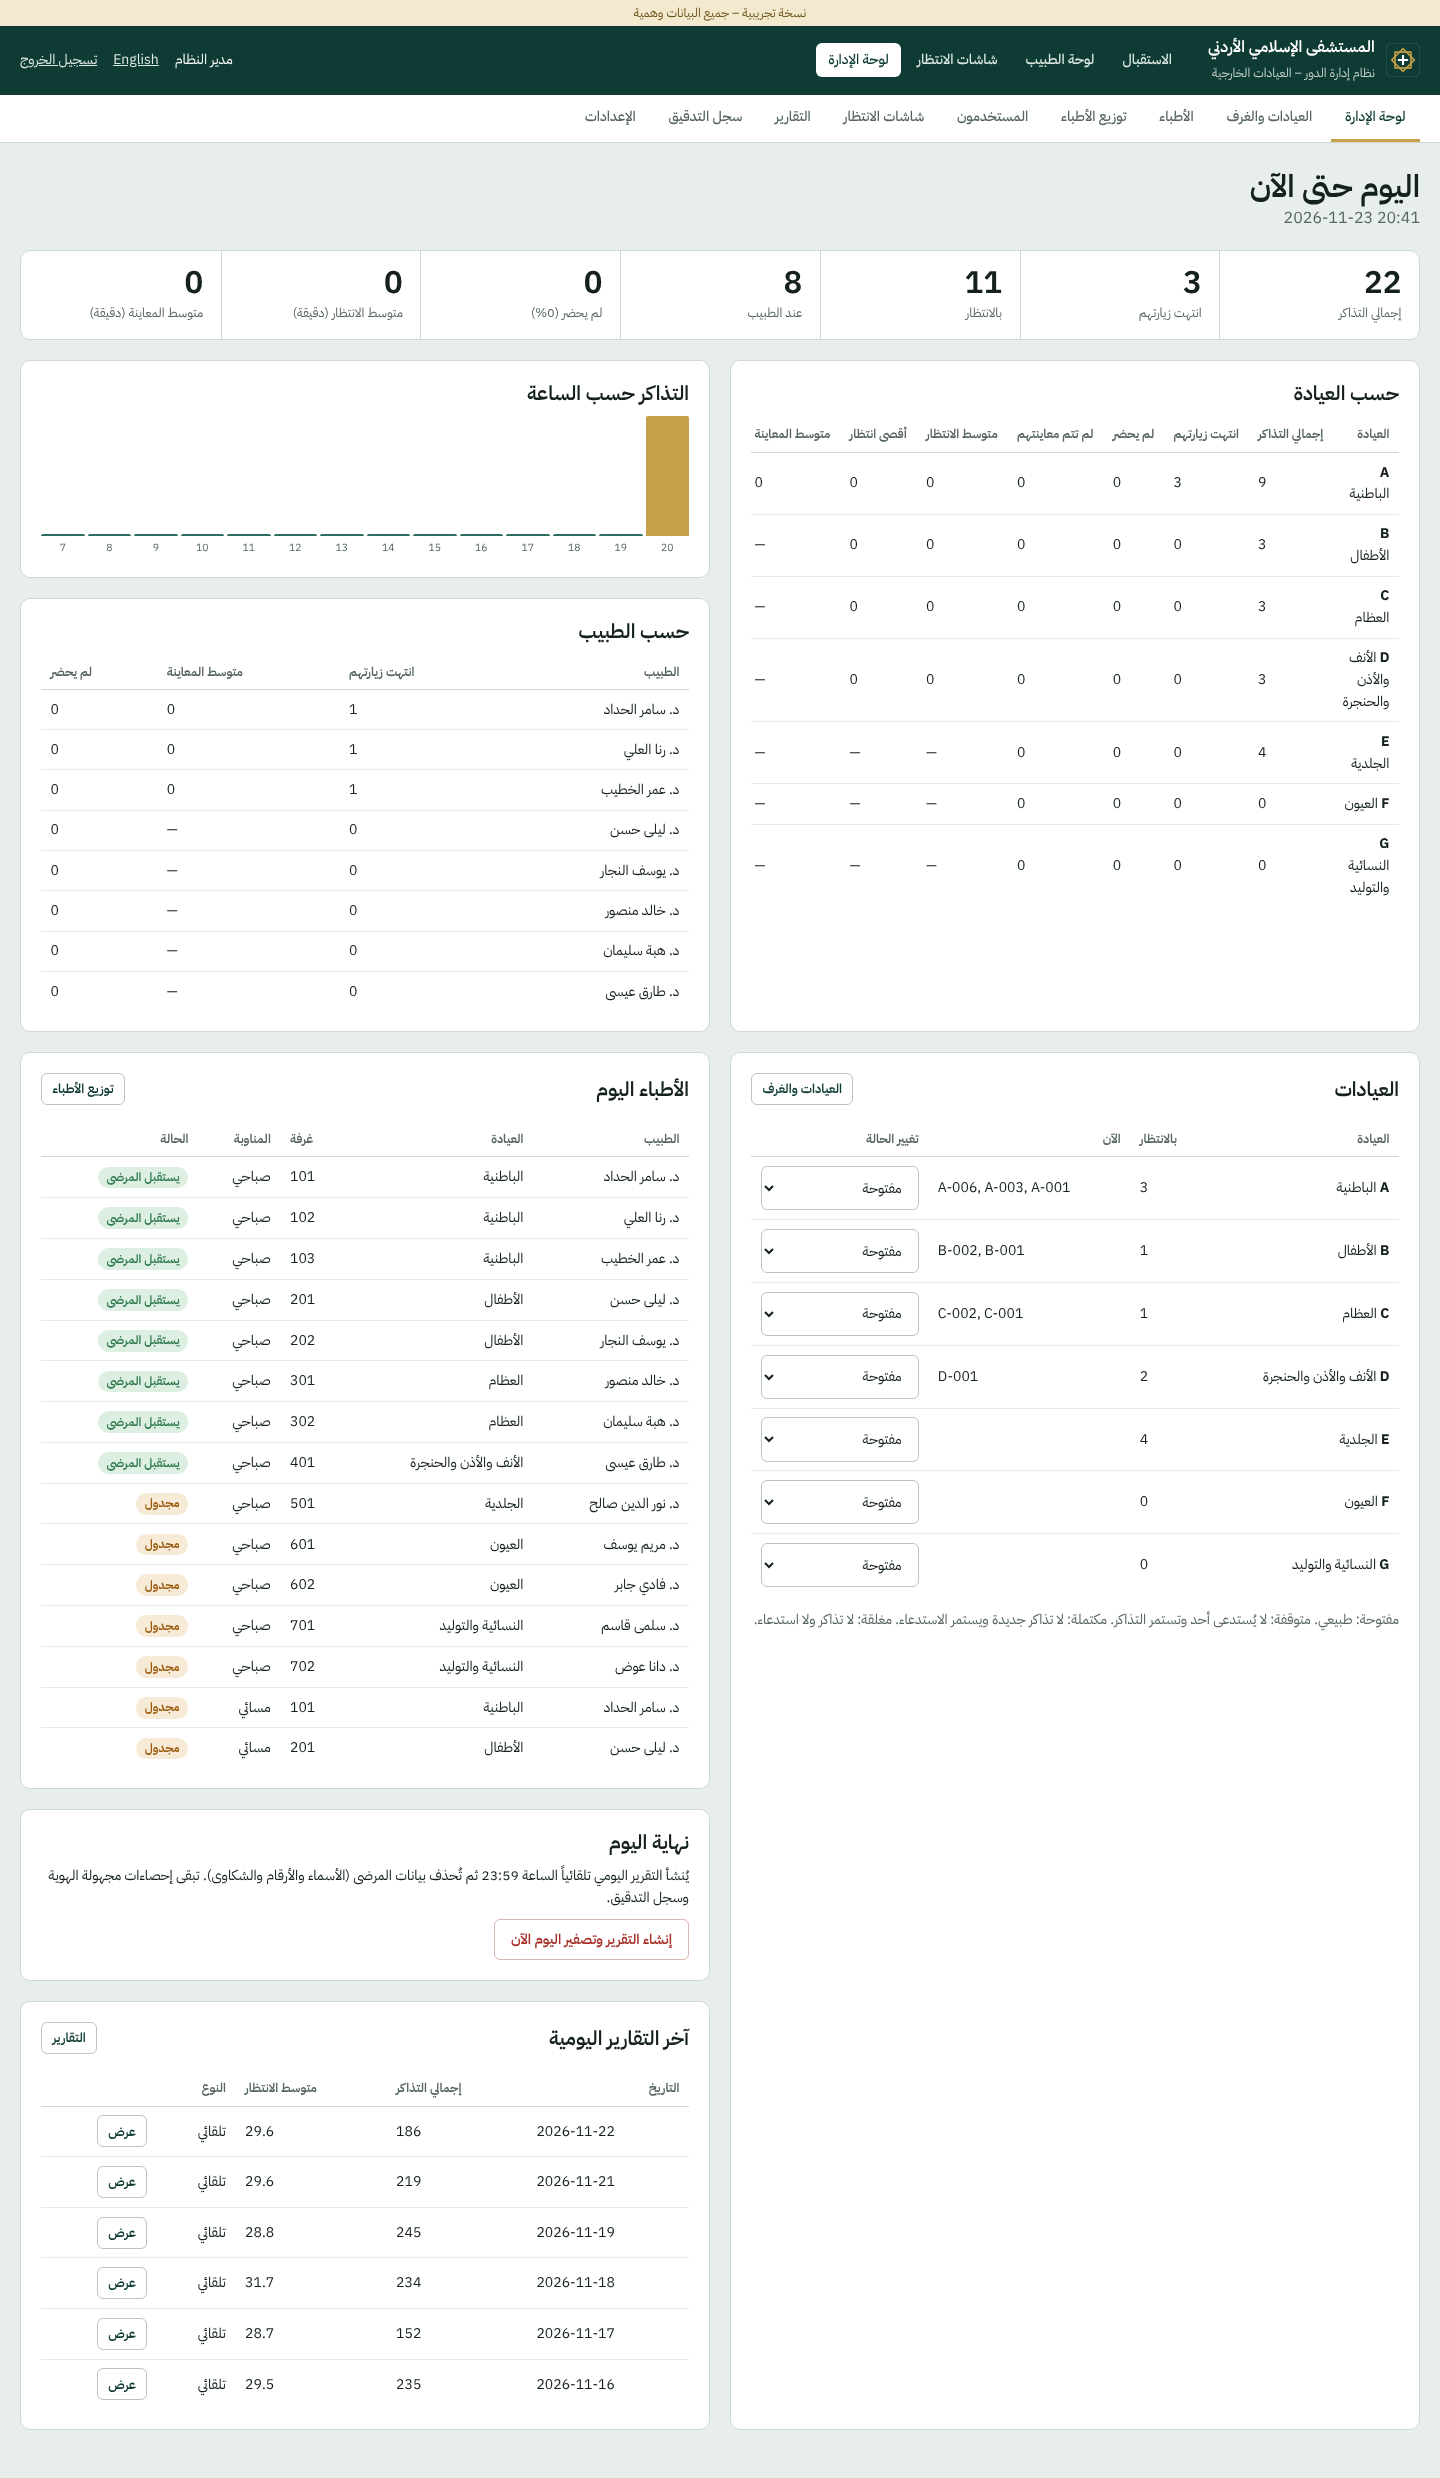 نسخة تجريبية – جميع البيانات وهمية
المستشفى الإسلامي الأردني
نظام إدارة الدور – العيادات الخارجية
الاستقبال
لوحة الطبيب
شاشات الانتظار
لوحة الإدارة
مدير النظام
English
تسجيل الخروج
لوحة الإدارة
العيادات والغرف
الأطباء
توزيع الأطباء
المستخدمون
شاشات الانتظار
التقارير
سجل التدقيق
الإعدادات
اليوم حتى الآن
2026-11-23 20:41
22
إجمالي التذاكر
3
انتهت زيارتهم
11
بالانتظار
8
عند الطبيب
0
لم يحضر (0%)
0
متوسط الانتظار (دقيقة)
0
متوسط المعاينة (دقيقة)
حسب العيادة
العيادة إجمالي التذاكر انتهت زيارتهم لم يحضر لم تتم معاينتهم متوسط الانتظار أقصى انتظار متوسط المعاينة
A الباطنية 9 3 0 0 0 0 0
B الأطفال 3 0 0 0 0 0 —
C العظام 3 0 0 0 0 0 —
D الأنف والأذن والحنجرة 3 0 0 0 0 0 —
E الجلدية 4 0 0 0 — — —
F العيون 0 0 0 0 — — —
G النسائية والتوليد 0 0 0 0 — — —
التذاكر حسب الساعة
7 8 9 10 11 12 13 14 15 16 17 18 19 20
حسب الطبيب
الطبيب انتهت زيارتهم متوسط المعاينة لم يحضر
د. سامر الحداد 1 0 0
د. رنا العلي 1 0 0
د. عمر الخطيب 1 0 0
د. ليلى حسن 0 — 0
د. يوسف النجار 0 — 0
د. خالد منصور 0 — 0
د. هبة سليمان 0 — 0
د. طارق عيسى 0 — 0
العيادات
العيادات والغرف
العيادة بالانتظار الآن تغيير الحالة
A الباطنية 3 A-006, A-003, A-001 مفتوحة
B الأطفال 1 B-002, B-001 مفتوحة
C العظام 1 C-002, C-001 مفتوحة
D الأنف والأذن والحنجرة 2 D-001 مفتوحة
E الجلدية 4 مفتوحة
F العيون 0 مفتوحة
G النسائية والتوليد 0 مفتوحة
مفتوحة: طبيعي. متوقفة: لا يُستدعى أحد وتستمر التذاكر. مكتملة: لا تذاكر جديدة ويستمر الاستدعاء. مغلقة: لا تذاكر ولا استدعاء.
الأطباء اليوم
توزيع الأطباء
الطبيب العيادة غرفة المناوبة الحالة
د. سامر الحداد الباطنية 101 صباحي يستقبل المرضى
د. رنا العلي الباطنية 102 صباحي يستقبل المرضى
د. عمر الخطيب الباطنية 103 صباحي يستقبل المرضى
د. ليلى حسن الأطفال 201 صباحي يستقبل المرضى
د. يوسف النجار الأطفال 202 صباحي يستقبل المرضى
د. خالد منصور العظام 301 صباحي يستقبل المرضى
د. هبة سليمان العظام 302 صباحي يستقبل المرضى
د. طارق عيسى الأنف والأذن والحنجرة 401 صباحي يستقبل المرضى
د. نور الدين صالح الجلدية 501 صباحي مجدول
د. مريم يوسف العيون 601 صباحي مجدول
د. فادي جابر العيون 602 صباحي مجدول
د. سلمى قاسم النسائية والتوليد 701 صباحي مجدول
د. دانا عوض النسائية والتوليد 702 صباحي مجدول
د. سامر الحداد الباطنية 101 مسائي مجدول
د. ليلى حسن الأطفال 201 مسائي مجدول
نهاية اليوم
يُنشأ التقرير اليومي تلقائياً الساعة 23:59 ثم تُحذف بيانات المرضى (الأسماء والأرقام والشكاوى). تبقى إحصاءات مجهولة الهوية
وسجل التدقيق.
إنشاء التقرير وتصفير اليوم الآن
آخر التقارير اليومية
التقارير
التاريخ إجمالي التذاكر متوسط الانتظار النوع
2026-11-22 186 29.6 تلقائي عرض
2026-11-21 219 29.6 تلقائي عرض
2026-11-19 245 28.8 تلقائي عرض
2026-11-18 234 31.7 تلقائي عرض
2026-11-17 152 28.7 تلقائي عرض
2026-11-16 235 29.5 تلقائي عرض